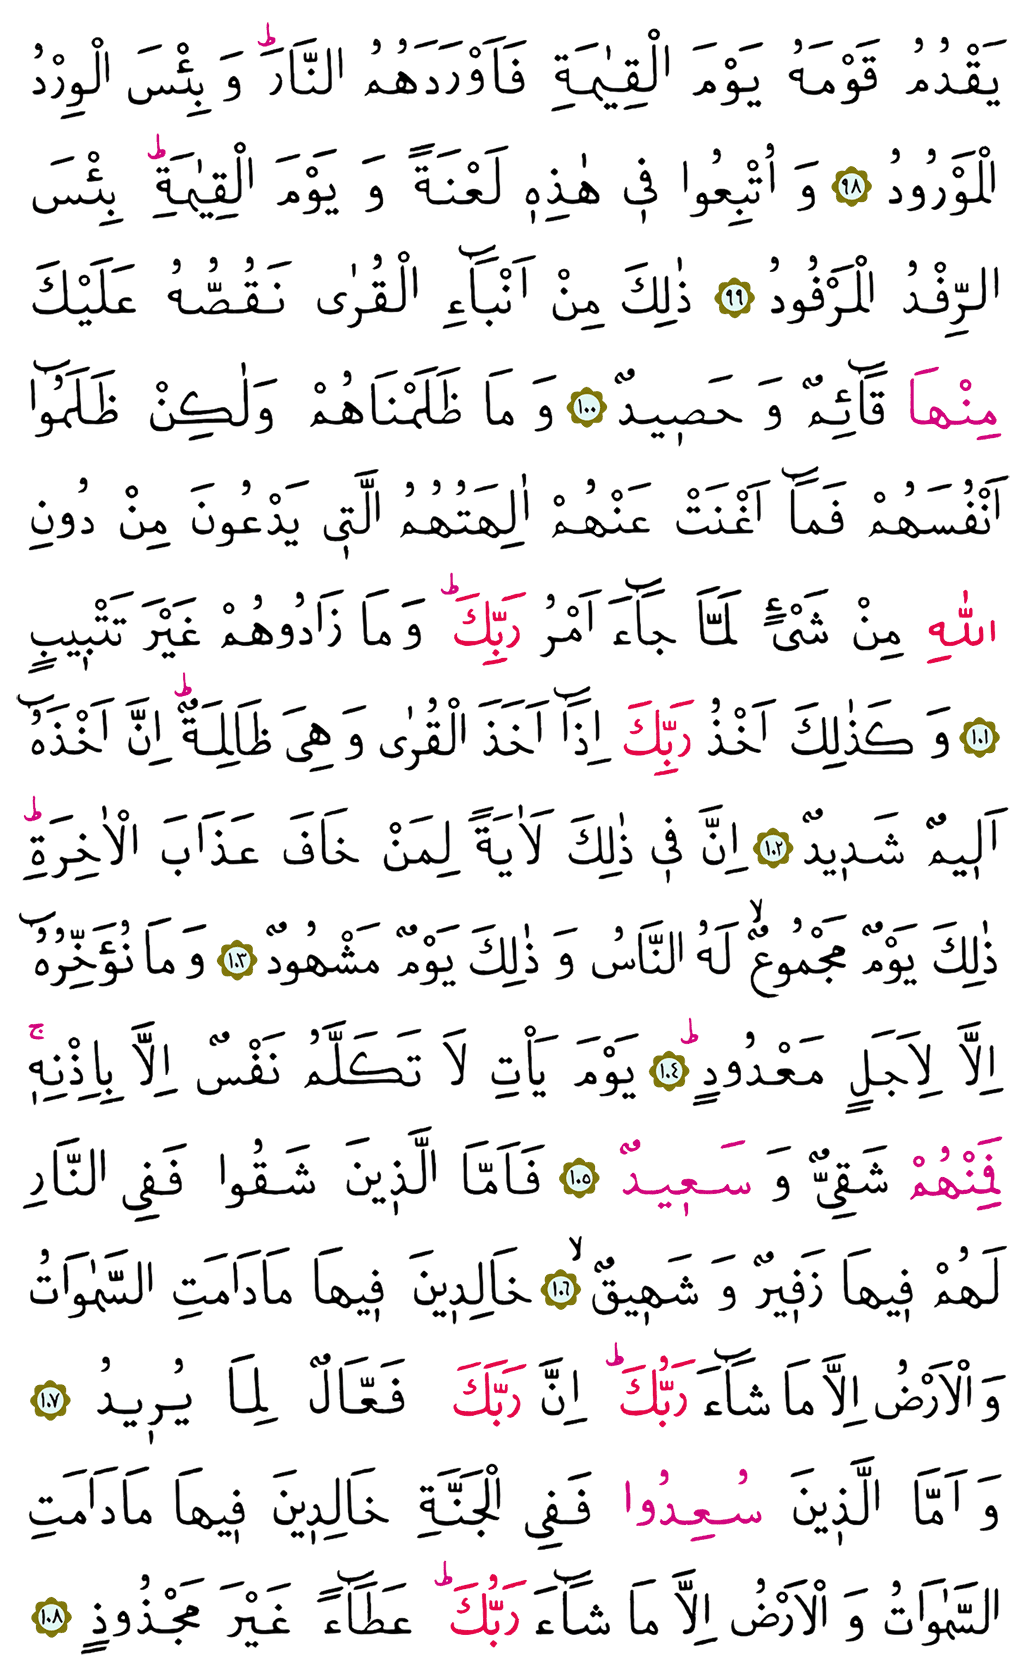 يَقْدُمُ قَوْمَهُ يَوْمَ الْقِيٰمَةِ فَاَوْرَدَهُمُ النَّارَ ؕ وَ بِئْسَ الْوِرْدُ
الْمَوْرُودُ ﴿٩٨﴾ وَ اُتْبِعُوا فٖي هٰذِهٖ لَعْنَةً وَ يَوْمَ الْقِيٰمَةِ ؕ بِئْسَ
الرِّفْدُ الْمَرْفُودُ ﴿٩٩﴾ ذٰلِكَ مِنْ اَنْبَٓاءِ الْقُرٰى نَقُصُّهُ عَلَيْكَ
مِنْهَا قَٓائِمٌ وَ حَصٖيدٌ ﴿١٠٠﴾ وَ مَا ظَلَمْنَاهُمْ وَلٰكِنْ ظَلَمُٓوا
اَنْفُسَهُمْ فَمَٓا اَغْنَتْ عَنْهُمْ اٰلِهَتُهُمُ الَّتٖي يَدْعُونَ مِنْ دُونِ
اللّٰهِ مِنْ شَیْءٍ لَمَّا جَٓاءَ اَمْرُ رَبِّكَ ؕ وَ مَا زَادُوهُمْ غَيْرَ تَتْبٖيبٍ
﴿١٠١﴾ وَ كَذٰلِكَ اَخْذُ رَبِّكَ اِذَٓا اَخَذَ الْقُرٰى وَ هِیَ ظَالِمَةٌ ؕ اِنَّ اَخْذَهُٓ
اَلٖيمٌ شَدٖيدٌ ﴿١٠٢﴾ اِنَّ فٖي ذٰلِكَ لَاٰيَةً لِمَنْ خَافَ عَذَابَ الْاٰخِرَةِ ؕ
ذٰلِكَ يَوْمٌ مَجْمُوعٌ ۙ لَهُ النَّاسُ وَ ذٰلِكَ يَوْمٌ مَشْهُودٌ ﴿١٠٣﴾ وَ مَا نُؤَخِّرُهُٓ
اِلَّا لِاَجَلٍ مَعْدُودٍ ؕ ﴿١٠٤﴾ يَوْمَ يَاْتِ لَا تَكَلَّمُ نَفْسٌ اِلَّا بِاِذْنِهٖ ۚ
فَمِنْهُمْ شَقِیٌّ وَ سَعٖيدٌ ﴿١٠٥﴾ فَاَمَّا الَّذٖينَ شَقُوا فَفِي النَّارِ
لَهُمْ فٖيهَا زَفٖيرٌ وَ شَهٖيقٌ ۙ ﴿١٠٦﴾ خَالِدٖينَ فٖيهَا مَادَامَتِ السَّمٰوَاتُ
وَالْاَرْضُ اِلَّا مَا شَٓاءَ رَبُّكَ ؕ اِنَّ رَبَّكَ فَعَّالٌ لِمَا يُرٖيدُ ﴿١٠٧﴾
وَ اَمَّا الَّذٖينَ سُعِدُوا فَفِي الْجَنَّةِ خَالِدٖينَ فٖيهَا مَادَامَتِ
السَّمٰوَاتُ وَ الْاَرْضُ اِلَّا مَا شَٓاءَ رَبُّكَ ؕ عَطَٓاءً غَيْرَ مَجْذُوذٍ ﴿١٠٨﴾